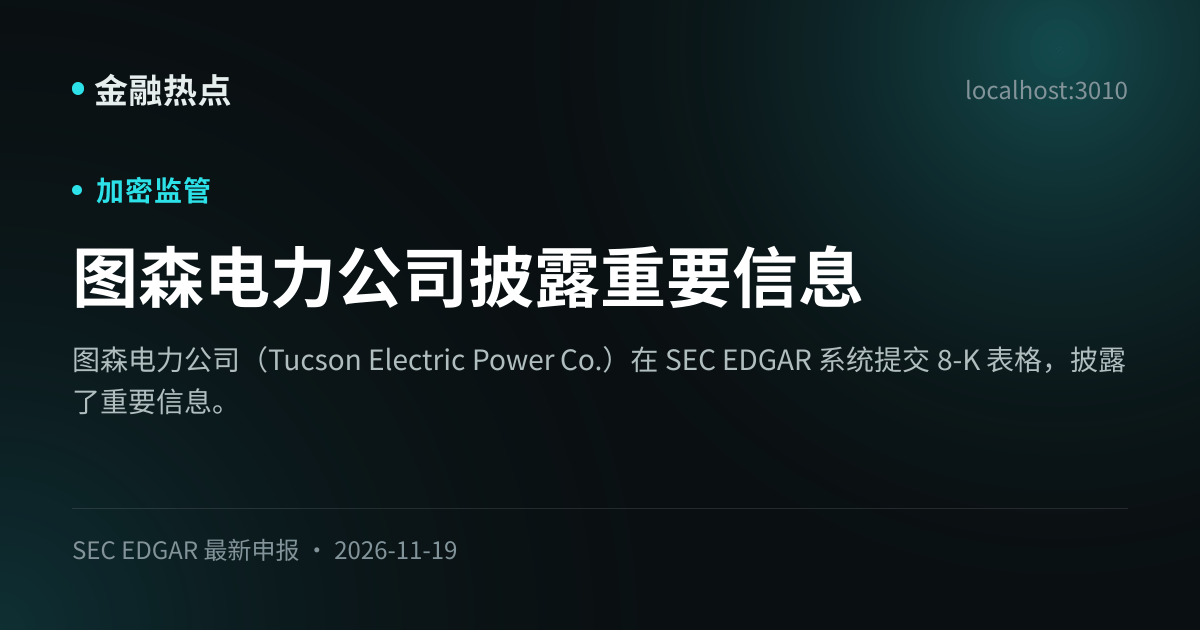 金融热点
localhost:3010
加密监管
图森电力公司披露重要信息
图森电力公司（Tucson Electric Power Co.）在 SEC EDGAR 系统提交 8-K 表格，披露
了重要信息。
SEC EDGAR 最新申报 · 2026-11-19